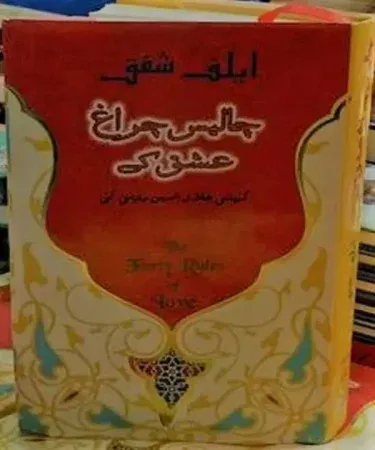 ایلف شفق
چالیس چراغ
عشق کے
The
Forty Rules
of
Love